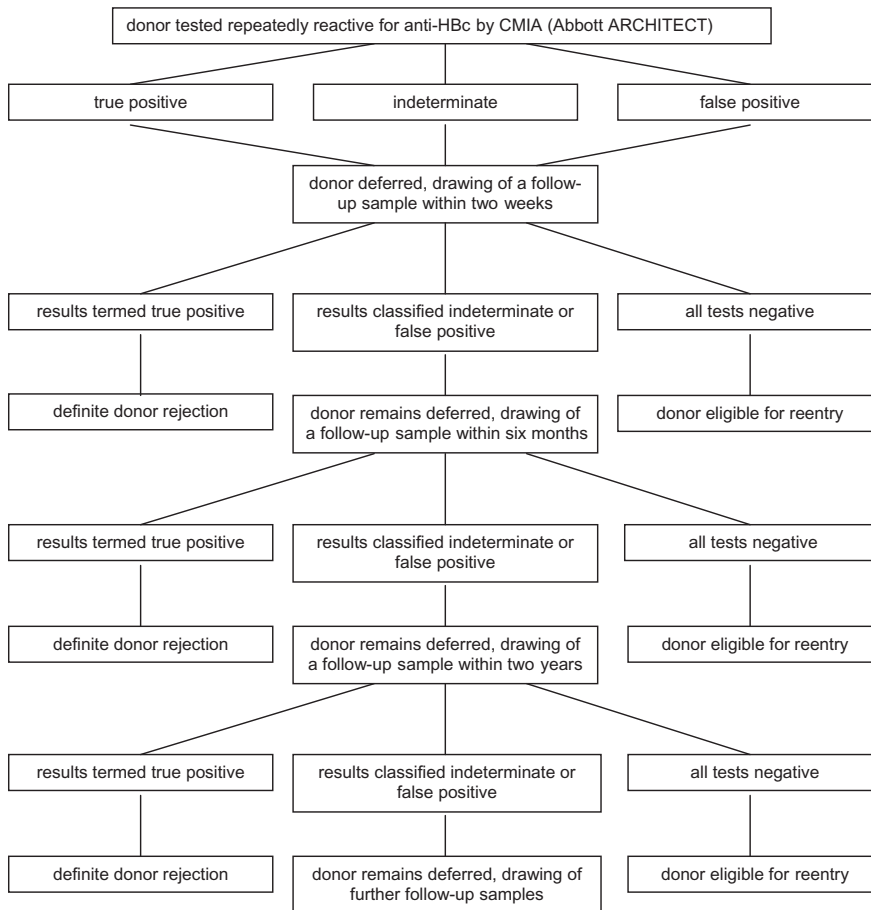 donor tested repeatedly reactive for anti-HBc by CMIA (Abbott ARCHITECT)
true positive
indeterminate
false positive
donor deferred, drawing of a follow-
up sample within two weeks
results termed true positive
results classified indeterminate or
false positive
all tests negative
definite donor rejection
donor remains deferred, drawing of
a follow-up sample within six months
donor eligible for reentry
results termed true positive
results classified indeterminate or
false positive
all tests negative
definite donor rejection
donor remains deferred, drawing of
a follow-up sample within two years
donor eligible for reentry
results termed true positive
results classified indeterminate or
false positive
all tests negative
definite donor rejection
donor remains deferred, drawing of
further follow-up samples
donor eligible for reentry